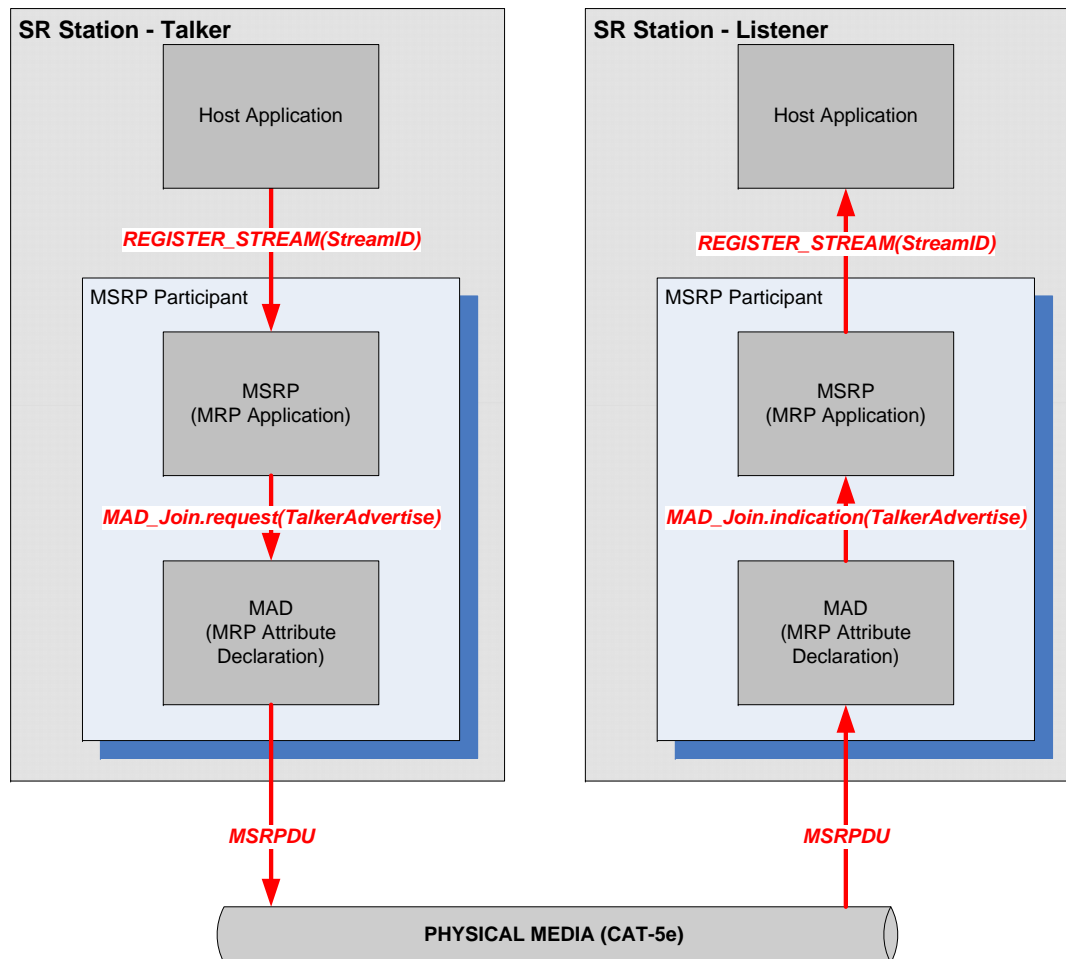 SR Station - Talker
Host Application
REGISTER_STREAM(StreamID)
MSRP Participant
MSRP
(MRP Application)
MAD_Join.request(TalkerAdvertise)
MAD
(MRP Attribute
Declaration)
MSRPDU
SR Station - Listener
Host Application
REGISTER_STREAM(StreamID)
MSRP Participant
MSRP
(MRP Application)
MAD_Join.indication(TalkerAdvertise)
MAD
(MRP Attribute
Declaration)
MSRPDU
PHYSICAL MEDIA (CAT-5e)